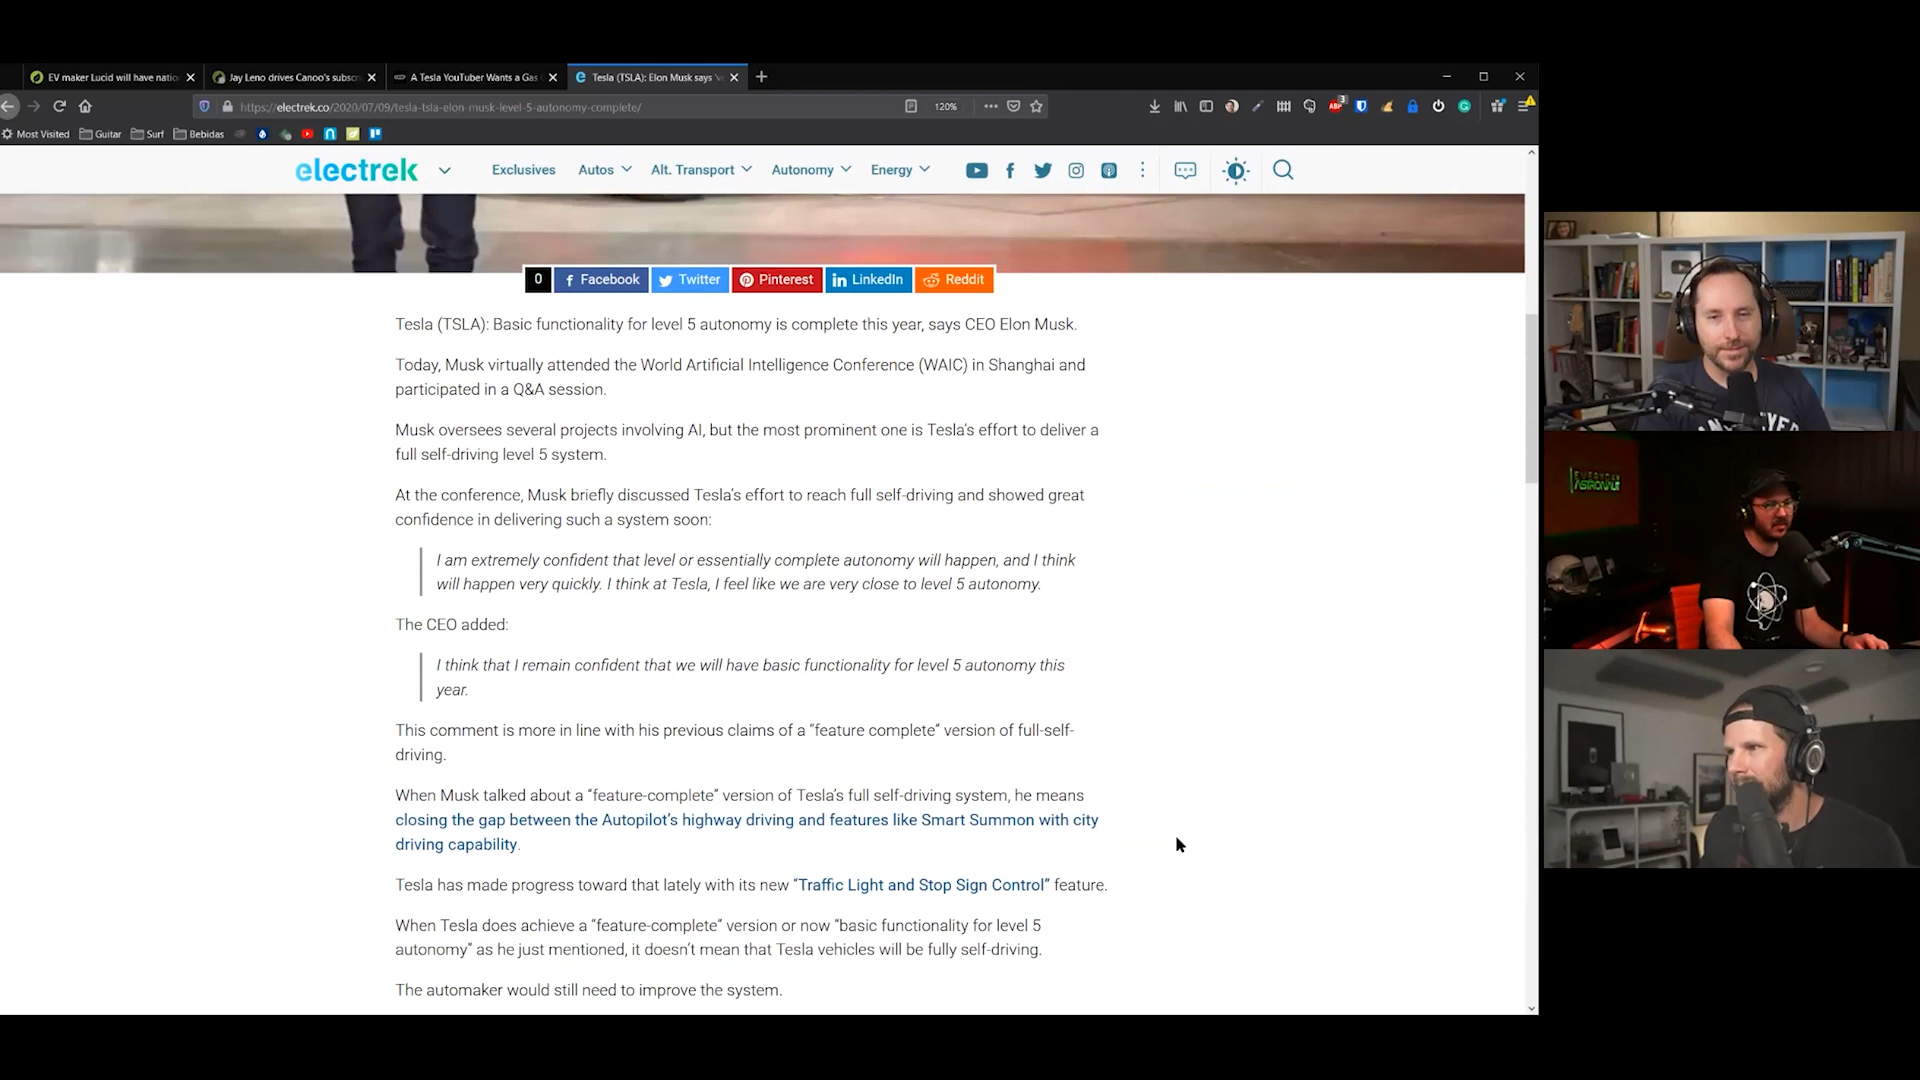 EV maker Lucid will have natio
Jay Leno drives Canoo's subscr
A Tesla YouTuber Wants a Gas
Tesla (TSLA): Elon Musk says 'v
https://electrek.co/2020/07/09/tesla-tsla-elon-musk-level-5-autonomy-complete/
120%
Most Visited
Guitar
Surf
Bebidas
electrek
Exclusives
Autos
Alt. Transport
Autonomy
Energy
0
Facebook
Twitter
Pinterest
LinkedIn
Reddit
Tesla (TSLA): Basic functionality for level 5 autonomy is complete this year, says CEO Elon Musk.
Today, Musk virtually attended the World Artificial Intelligence Conference (WAIC) in Shanghai and
participated in a Q&A session.
Musk oversees several projects involving AI, but the most prominent one is Tesla's effort to deliver a
full self-driving level 5 system.
At the conference, Musk briefly discussed Tesla's effort to reach full self-driving and showed great
confidence in delivering such a system soon:
I am extremely confident that level or essentially complete autonomy will happen, and I think
will happen very quickly. I think at Tesla, I feel like we are very close to level 5 autonomy.
The CEO added:
I think that I remain confident that we will have basic functionality for level 5 autonomy this
year.
This comment is more in line with his previous claims of a “feature complete” version of full-self-
driving.
When Musk talked about a “feature-complete” version of Tesla's full self-driving system, he means
closing the gap between the Autopilot's highway driving and features like Smart Summon with city
driving capability.
Tesla has made progress toward that lately with its new “Traffic Light and Stop Sign Control” feature.
When Tesla does achieve a “feature-complete” version or now “basic functionality for level 5
autonomy” as he just mentioned, it doesn't mean that Tesla vehicles will be fully self-driving.
The automaker would still need to improve the system.
EVERYDAY
ASTRONAUT